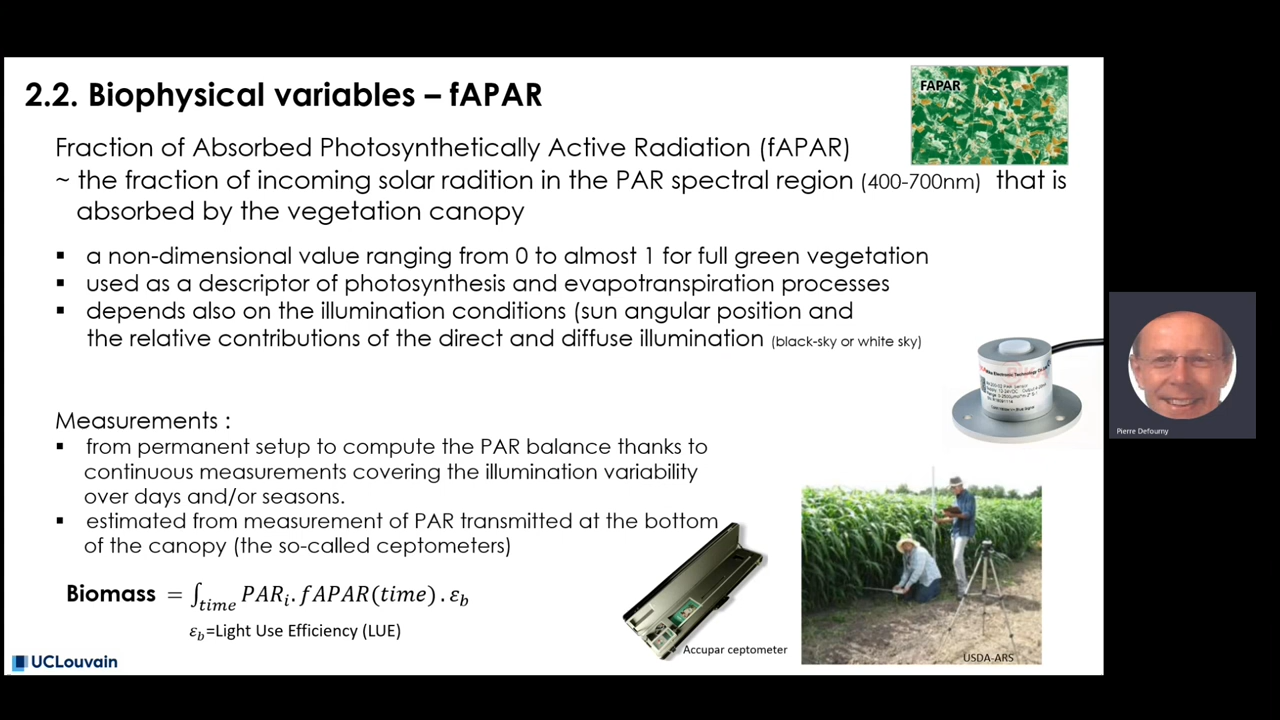 2.2. Biophysical variables – fAPAR
FAPAR
Fraction of Absorbed Photosynthetically Active Radiation (fAPAR)
~ the fraction of incoming solar radition in the PAR spectral region (400-700nm) that is
absorbed by the vegetation canopy
▪ a non-dimensional value ranging from 0 to almost 1 for full green vegetation
▪ used as a descriptor of photosynthesis and evapotranspiration processes
▪ depends also on the illumination conditions (sun angular position and
the relative contributions of the direct and diffuse illumination (black-sky or white sky)
Measurements :
▪ from permanent setup to compute the PAR balance thanks to
continuous measurements covering the illumination variability
over days and/or seasons.
▪ estimated from measurement of PAR transmitted at the bottom
of the canopy (the so-called ceptometers)
Biomass = ∫time PARi. fAPAR(time). εb
εb=Light Use Efficiency (LUE)
Accupar ceptometer
USDA-ARS
UCLouvain
Pierre Defourny